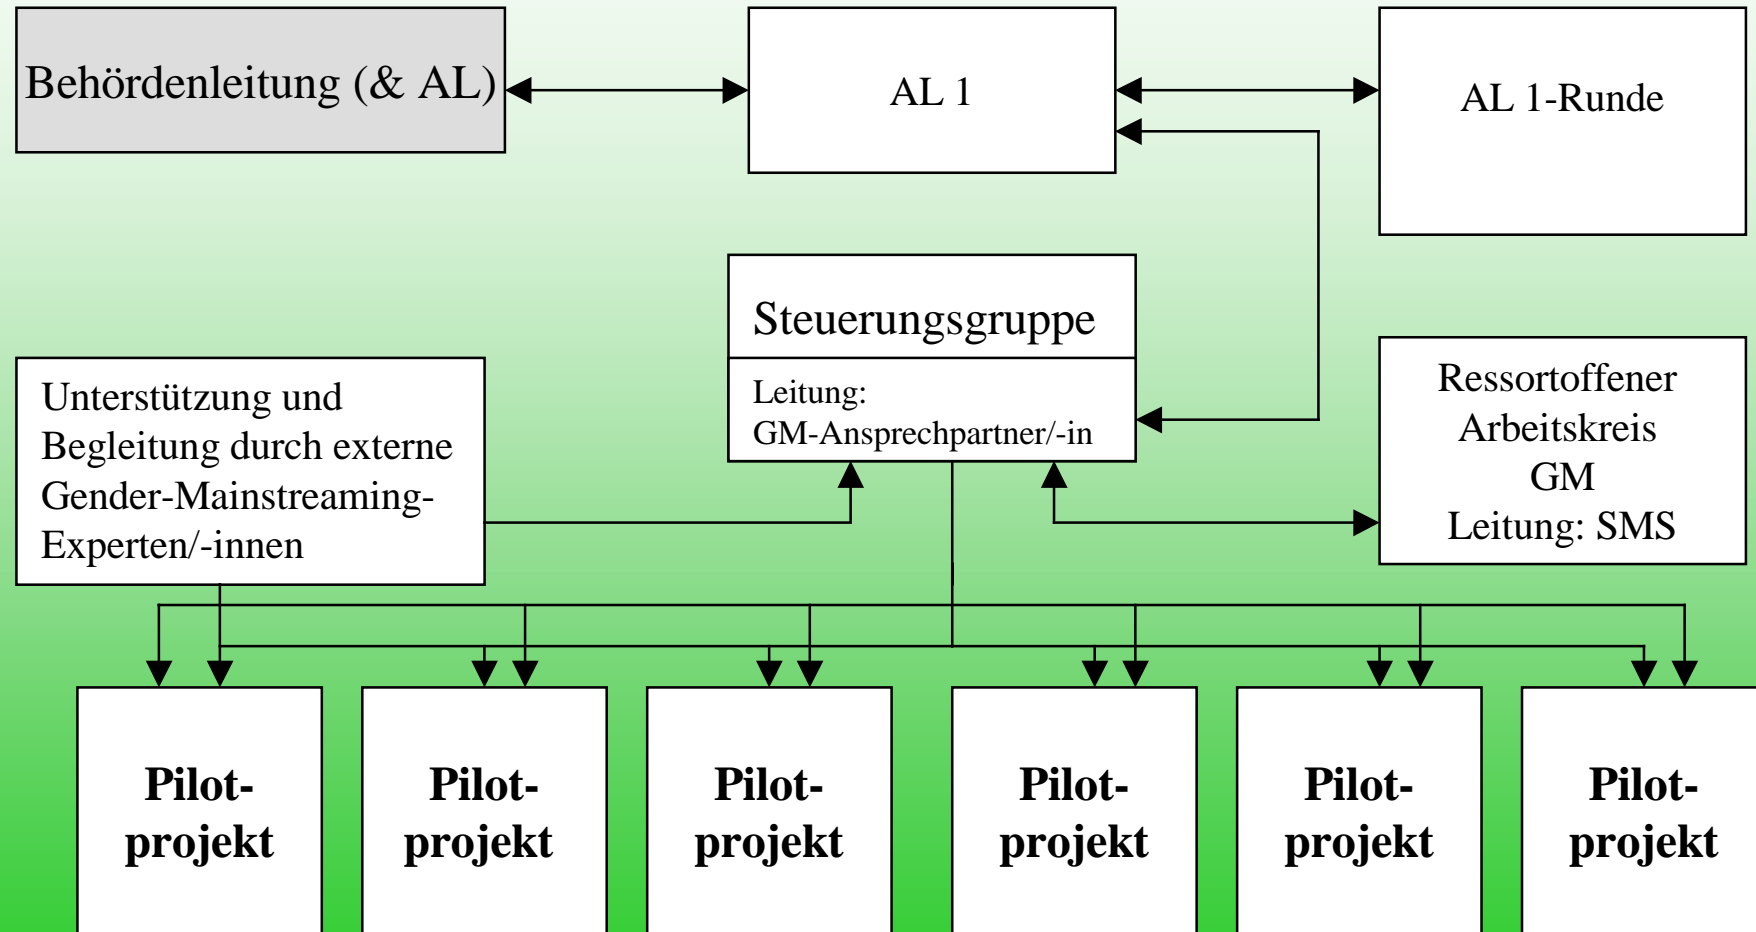 Behördenleitung (& AL)
AL 1
AL 1-Runde
Steuerungsgruppe
Leitung:
GM-Ansprechpartner/-in
Unterstützung und
Begleitung durch externe
Gender-Mainstreaming-
Experten/-innen
Ressortoffener
Arbeitskreis
GM
Leitung: SMS
Pilot-
projekt
Pilot-
projekt
Pilot-
projekt
Pilot-
projekt
Pilot-
projekt
Pilot-
projekt